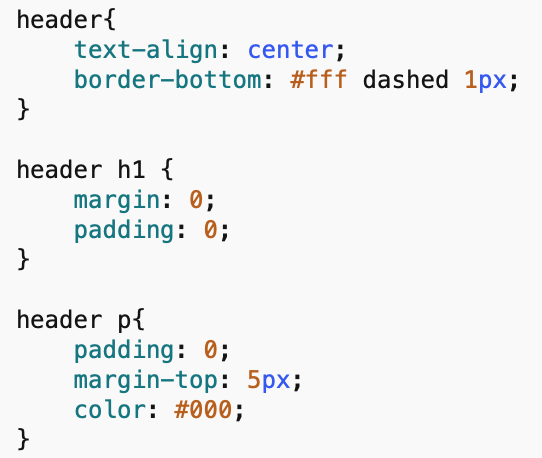 header{
    text-align: center;
    border-bottom: #fff dashed 1px;
}

header h1 {
    margin: 0;
    padding: 0;
}

header p{
    padding: 0;
    margin-top: 5px;
    color: #000;
}